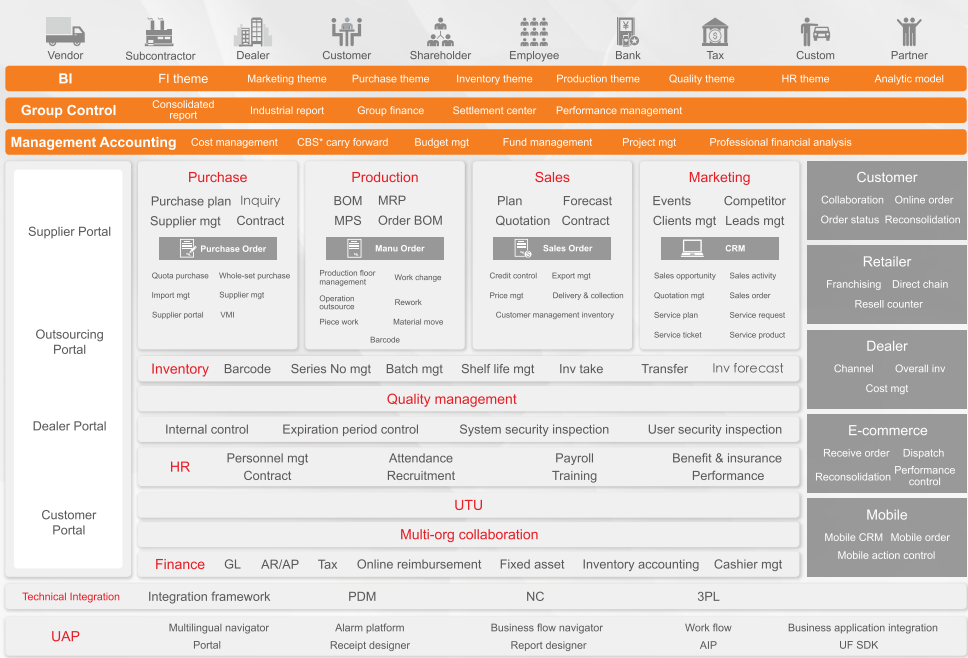 Vendor Subcontractor Dealer Customer Shareholder Employee Bank Tax Custom Partner
BI FI theme Marketing theme Purchase theme Inventory theme Production theme Quality theme HR theme Analytic model
Group Control Consolidated report Industrial report Group finance Settlement center Performance management
Management Accounting Cost management CBS* carry forward Budget mgt Fund management Project mgt Professional financial analysis
Supplier Portal
Outsourcing
Portal
Dealer Portal
Customer
Portal
Purchase
Purchase plan Inquiry
Supplier mgt Contract
Purchase Order
Quota purchase Whole-set purchase
Import mgt Supplier mgt
Supplier portal VMI
Production
BOM MRP
MPS Order BOM
Manu Order
Production floor
management Work change
Operation
outsource Rework
Piece work Material move
Barcode
Sales
Plan Forecast
Quotation Contract
Sales Order
Credit control Export mgt
Price mgt Delivery & collection
Customer management inventory
Marketing
Events Competitor
Clients mgt Leads mgt
CRM
Sales opportunity Sales activity
Quotation mgt Sales order
Service plan Service request
Service ticket Service product
Customer
Collaboration Online order
Order status Reconsolidation
Retailer
Franchising Direct chain
Resell counter
Dealer
Channel Overall inv
Cost mgt
E-commerce
Receive order Dispatch
Reconsolidation Performance
control
Mobile
Mobile CRM Mobile order
Mobile action control
Inventory Barcode Series No mgt Batch mgt Shelf life mgt Inv take Transfer Inv forecast
Quality management
Internal control Expiration period control System security inspection User security inspection
HR
Personnel mgt Attendance Payroll Benefit & insurance
Contract Recruitment Training Performance
UTU
Multi-org collaboration
Finance GL AR/AP Tax Online reimbursement Fixed asset Inventory accounting Cashier mgt
Technical Integration Integration framework PDM NC 3PL
UAP
Multilingual navigator Alarm platform Business flow navigator Work flow Business application integration
Portal Receipt designer Report designer AIP UF SDK